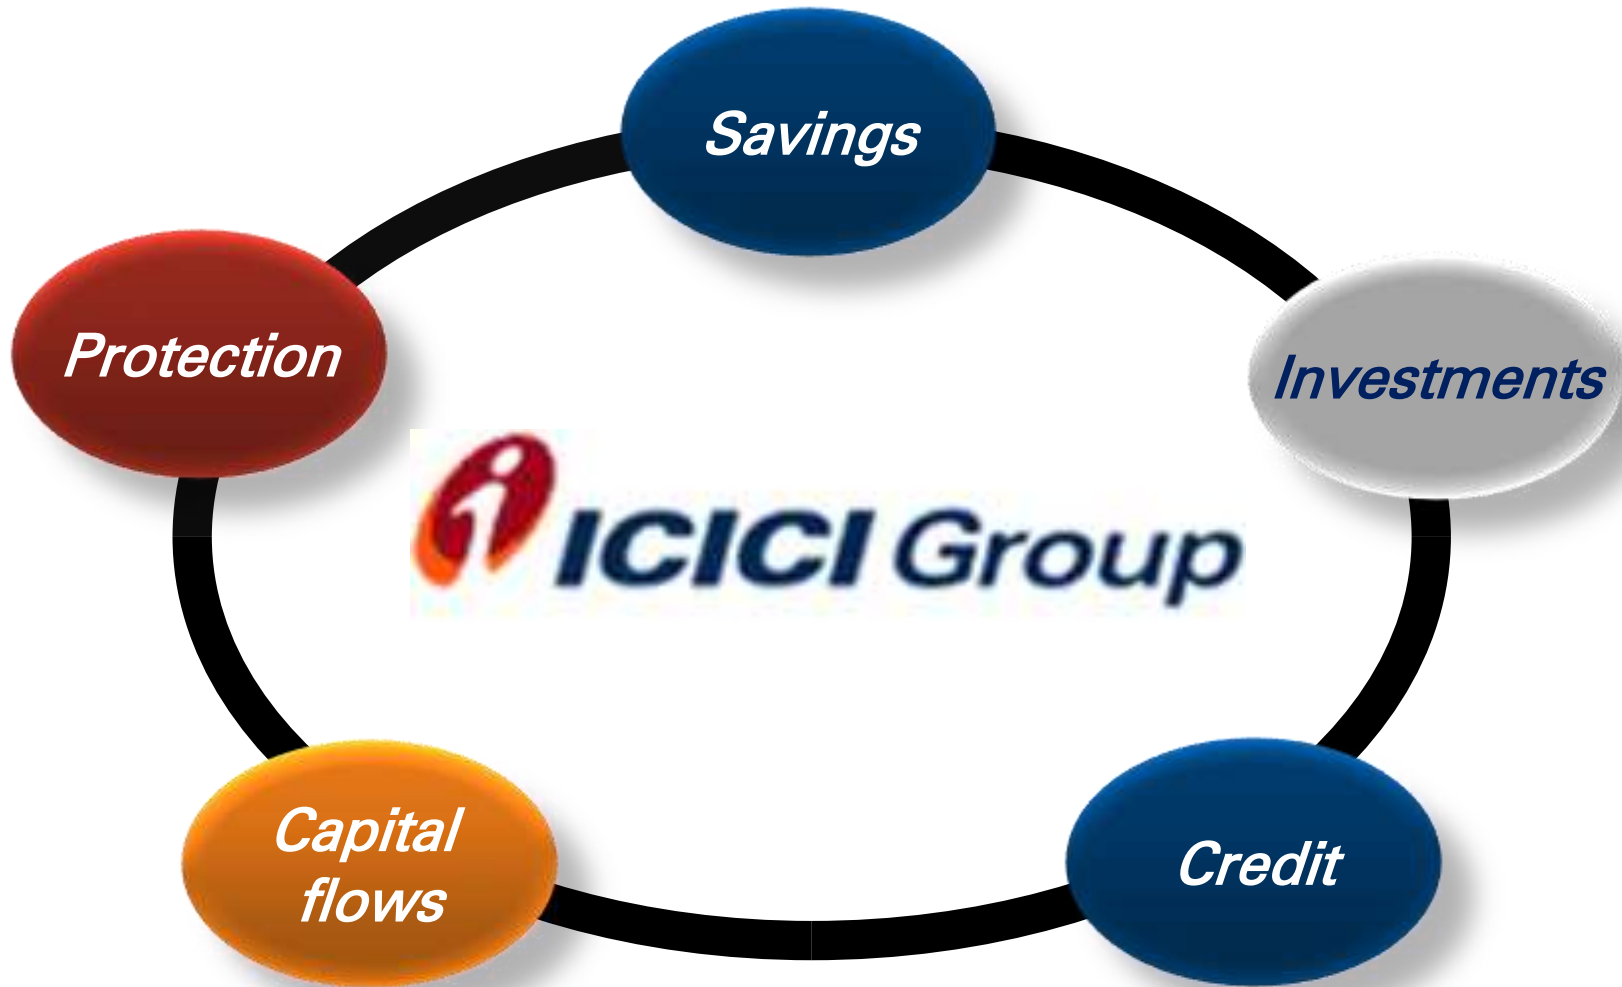 Savings
Protection
Investments
ICICI Group
Capital
flows
Credit